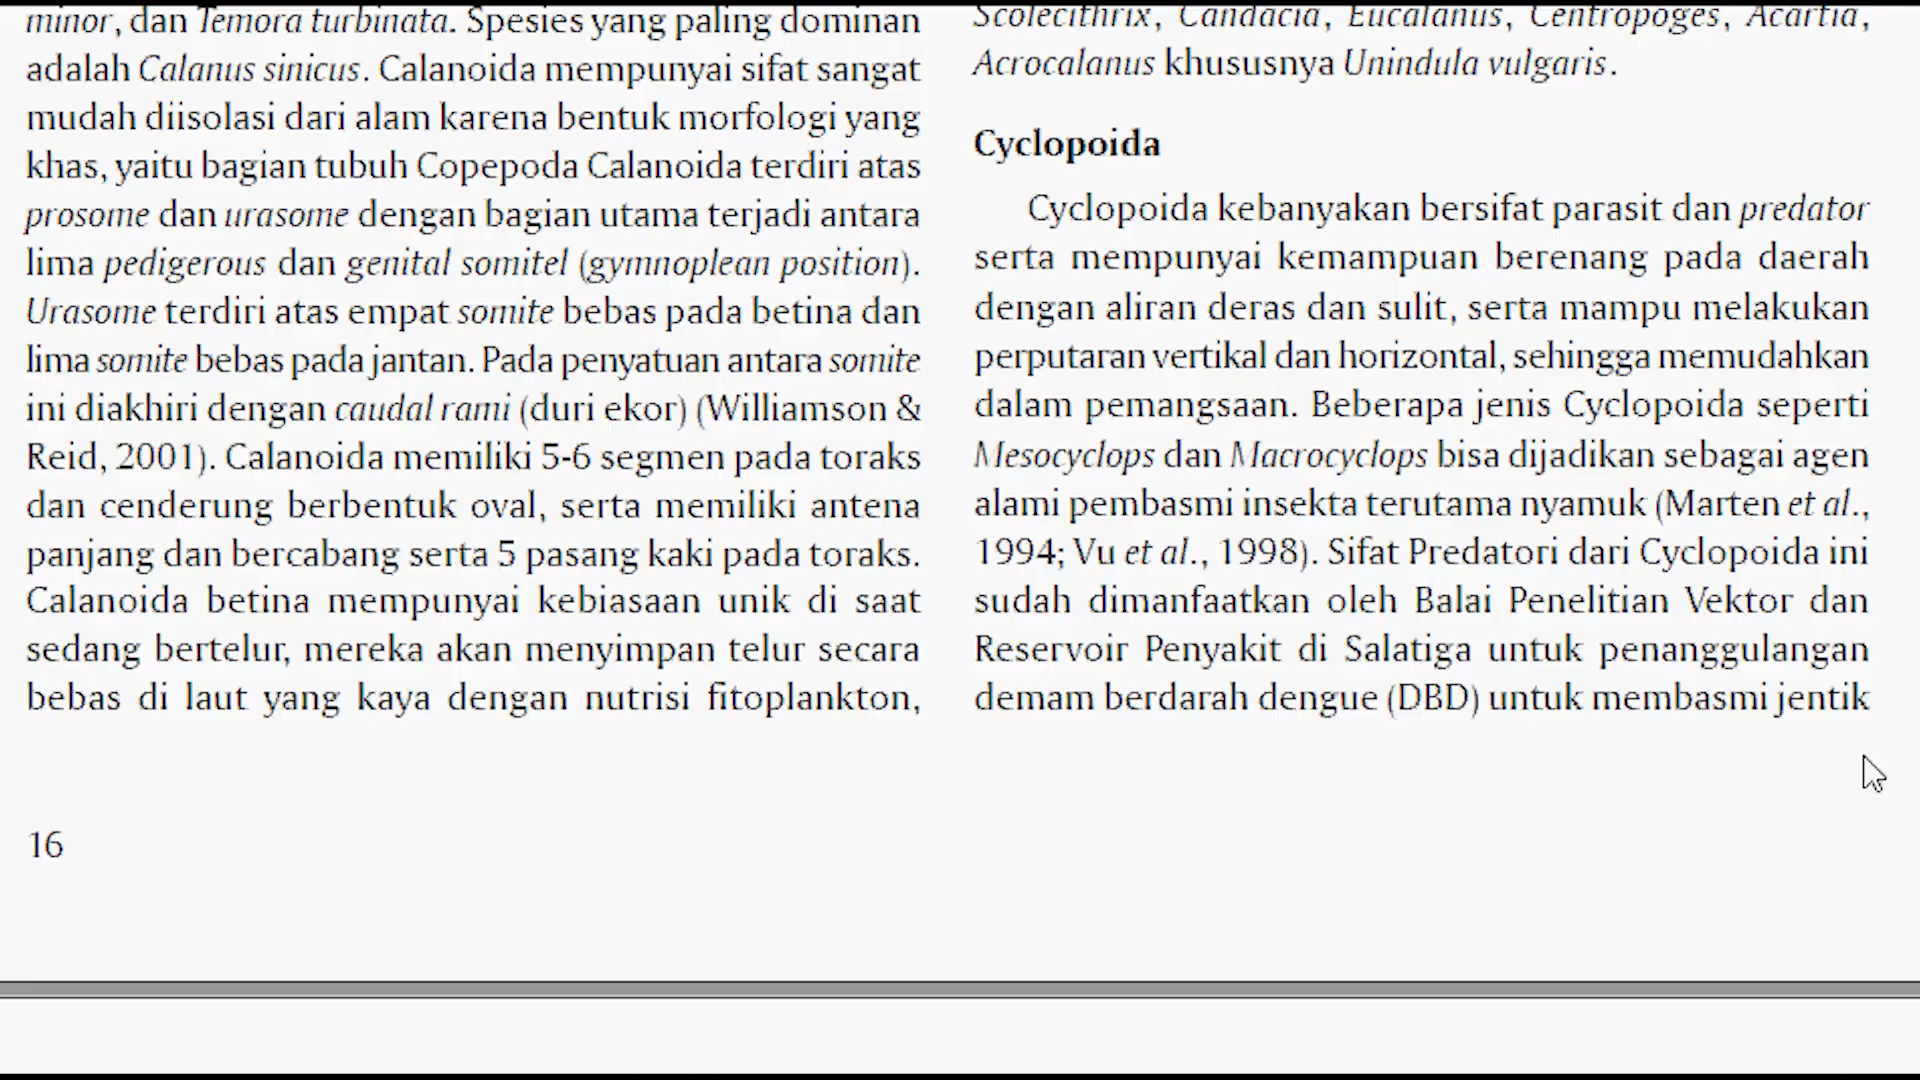 minor, dan Temora turbinata. Spesies yang paling dominan
adalah Calanus sinicus. Calanoida mempunyai sifat sangat
mudah diisolasi dari alam karena bentuk morfologi yang
khas, yaitu bagian tubuh Copepoda Calanoida terdiri atas
prosome dan urasome dengan bagian utama terjadi antara
lima pedigerous dan genital somitel (gymnoplean position).
Urasome terdiri atas empat somite bebas pada betina dan
lima somite bebas pada jantan. Pada penyatuan antara somite
ini diakhiri dengan caudal rami (duri ekor) (Williamson &
Reid, 2001). Calanoida memiliki 5-6 segmen pada toraks
dan cenderung berbentuk oval, serta memiliki antena
panjang dan bercabang serta 5 pasang kaki pada toraks.
Calanoida betina mempunyai kebiasaan unik di saat
sedang bertelur, mereka akan menyimpan telur secara
bebas di laut yang kaya dengan nutrisi fitoplankton,
16
Scolecithrix, Candacia, Eucalanus, Centropoges, Acartia,
Acrocalanus khususnya Unindula vulgaris.
Cyclopoida
Cyclopoida kebanyakan bersifat parasit dan predator
serta mempunyai kemampuan berenang pada daerah
dengan aliran deras dan sulit, serta mampu melakukan
perputaran vertikal dan horizontal, sehingga memudahkan
dalam pemangsaan. Beberapa jenis Cyclopoida seperti
Mesocyclops dan Macrocyclops bisa dijadikan sebagai agen
alami pembasmi insekta terutama nyamuk (Marten et al.,
1994; Vu et al., 1998). Sifat Predatori dari Cyclopoida ini
sudah dimanfaatkan oleh Balai Penelitian Vektor dan
Reservoir Penyakit di Salatiga untuk penanggulangan
demam berdarah dengue (DBD) untuk membasmi jentik